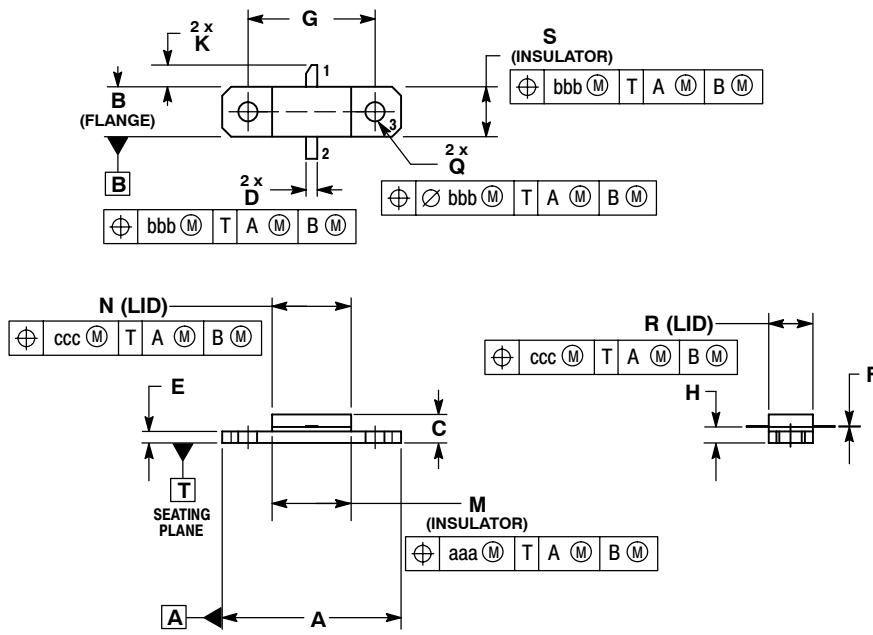 G
2 x
K
S
(INSULATOR)
⌖ bbb Ⓜ T A Ⓜ B Ⓜ
1
B
(FLANGE)
3
2
2 x
Q
B
2 x
D
⌖ ∅ bbb Ⓜ T A Ⓜ B Ⓜ
⌖ bbb Ⓜ T A Ⓜ B Ⓜ
N (LID)
⌖ ccc Ⓜ T A Ⓜ B Ⓜ
R (LID)
⌖ ccc Ⓜ T A Ⓜ B Ⓜ
E
H
F
C
T
SEATING
PLANE
M
(INSULATOR)
⌖ aaa Ⓜ T A Ⓜ B Ⓜ
A
A